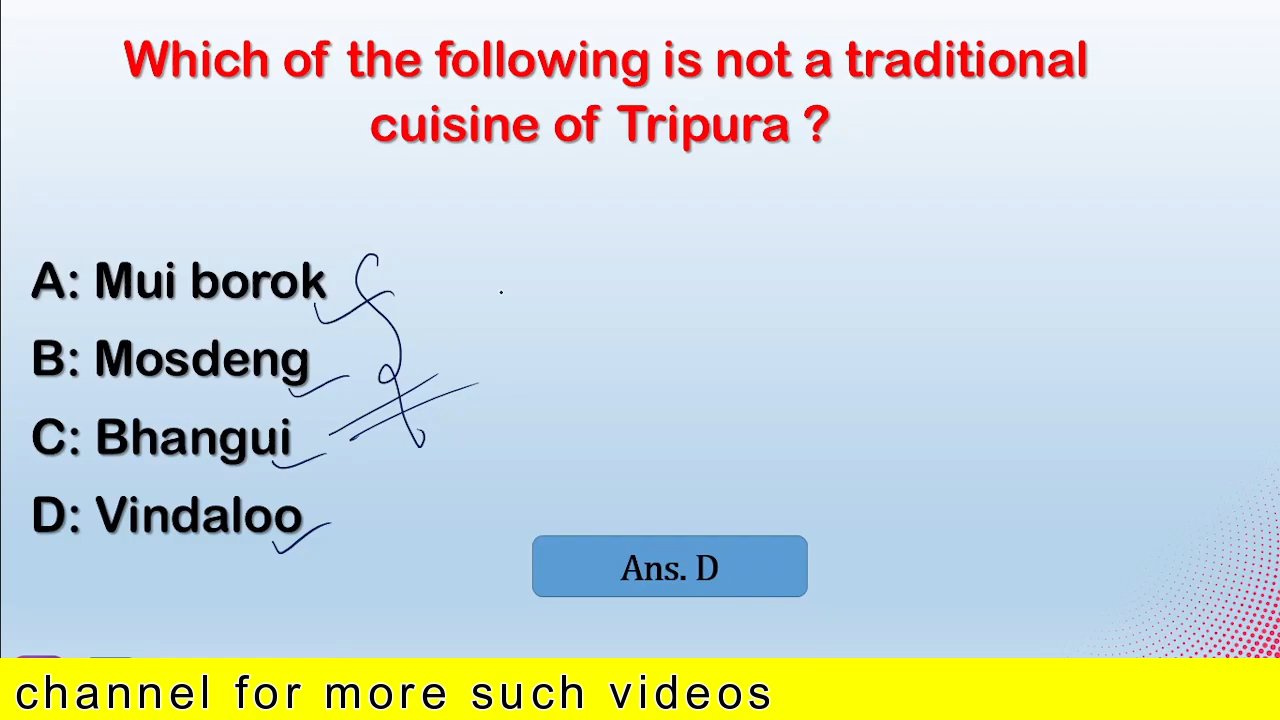 Which of the following is not a traditional
cuisine of Tripura ?
A: Mui borok
B: Mosdeng
C: Bhangui
D: Vindaloo
Ans. D
channel for more such videos